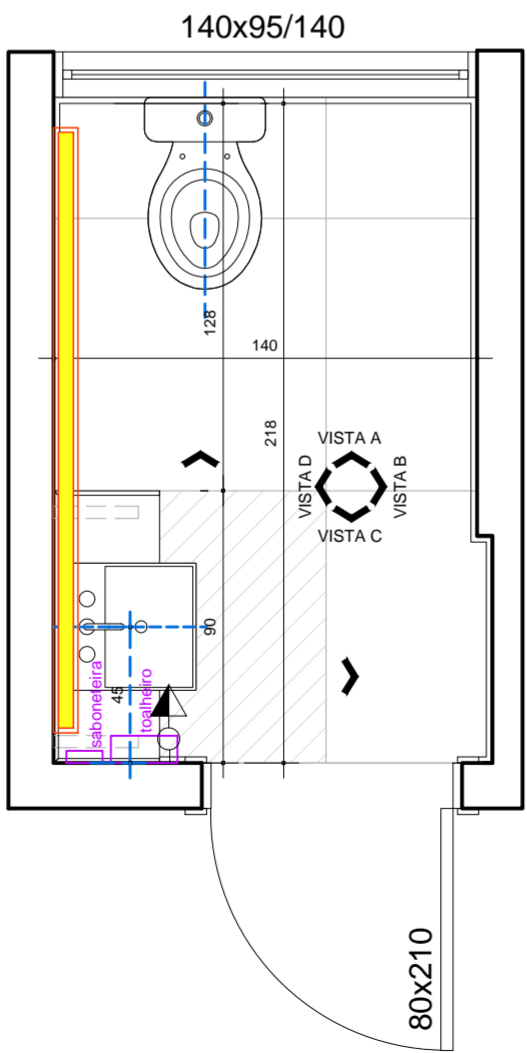 140x95/140
128
140
218
VISTA A
VISTA D
VISTA B
VISTA C
90
saboneteira
45
toalheiro
80x210